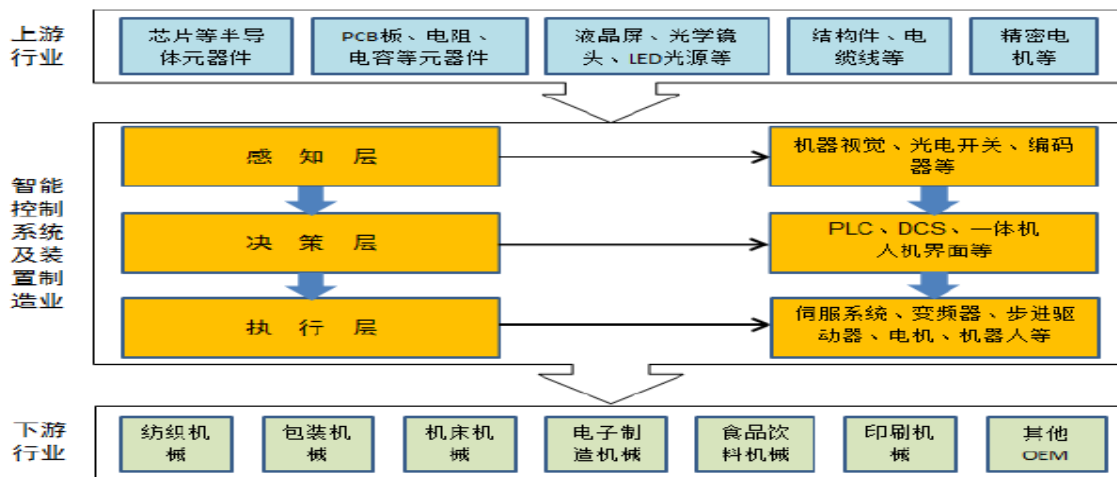 上游
行业
芯片等半导
体元器件
PCB板、电阻、
电容等元器件
液晶屏、光学镜
头、LED光源等
结构件、电
缆线等
精密电
机等
智能
控制
系统
及装
置制
造业
感 知 层
机器视觉、光电开关、编码
器等
决 策 层
PLC、DCS、一体机
人机界面等
执 行 层
伺服系统、变频器、步进驱
动器、电机、机器人等
下游
行业
纺织机
械
包装机
械
机床机
械
电子制
造机械
食品饮
料机械
印刷机
械
其他
OEM